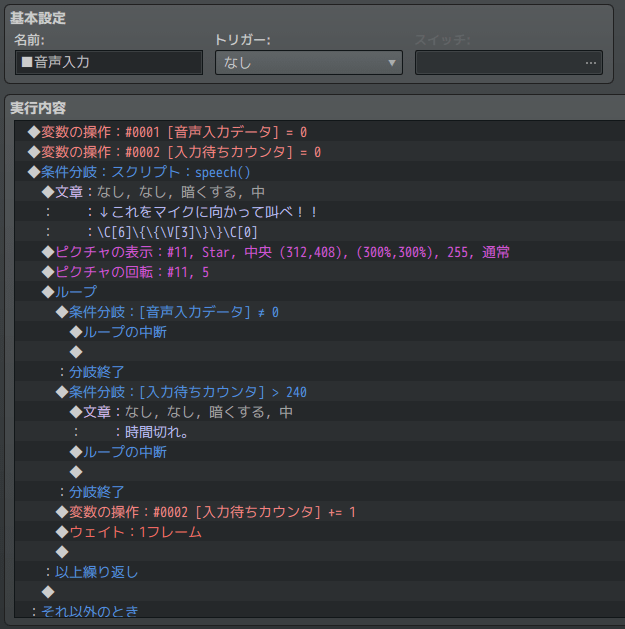 基本設定
名前: トリガー: スイッチ:
■音声入力 なし ...
実行内容
◆変数の操作：#0001 [音声入力データ] = 0
◆変数の操作：#0002 [入力待ちカウンタ] = 0
◆条件分岐：スクリプト：speech()
◆文章：なし, なし, 暗くする, 中
：　　：↓これをマイクに向かって叫べ！！
：　　：\C[6]\{\{\V[3]\}\}\C[0]
◆ピクチャの表示：#11, Star, 中央 (312,408), (300%,300%), 255, 通常
◆ピクチャの回転：#11, 5
◆ループ
◆条件分岐：[音声入力データ] ≠ 0
◆ループの中断
◆
：分岐終了
◆条件分岐：[入力待ちカウンタ] > 240
◆文章：なし, なし, 暗くする, 中
：　　：時間切れ。
◆ループの中断
◆
：分岐終了
◆変数の操作：#0002 [入力待ちカウンタ] += 1
◆ウェイト：1フレーム
◆
：以上繰り返し
◆
：それ以外のとき